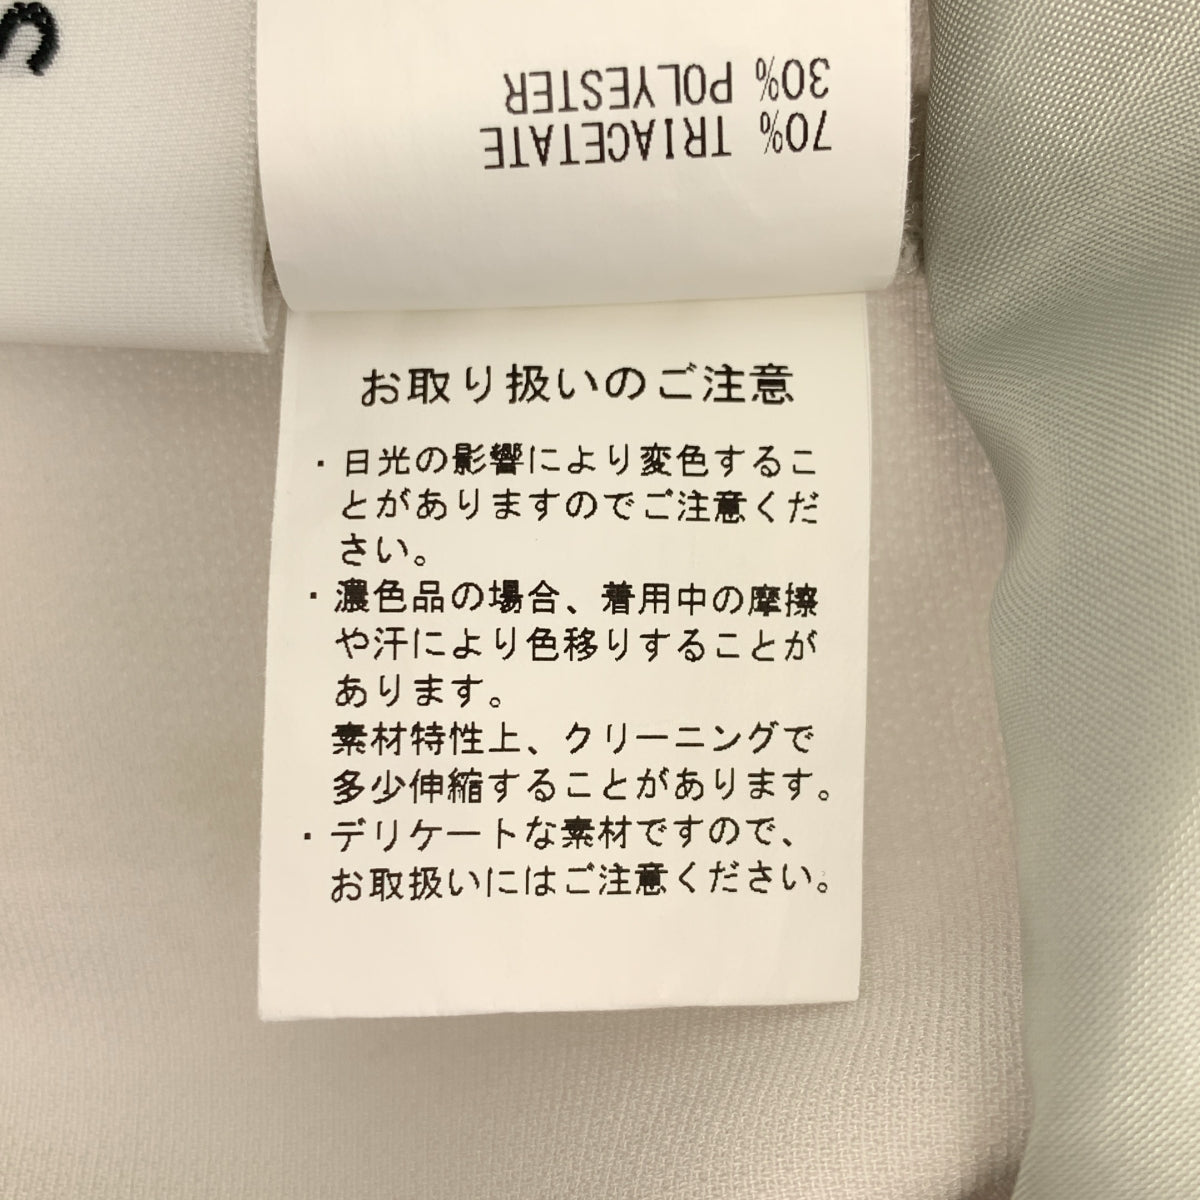 70% TRIACETATE
30% POLYESTER
お取り扱いのご注意
・日光の影響により変色するこ
とがありますのでご注意くだ
さい。
・濃色品の場合、着用中の摩擦
や汗により色移りすることが
あります。
素材特性上、クリーニングで
多少伸縮することがあります。
・デリケートな素材ですので、
お取扱いにはご注意ください。